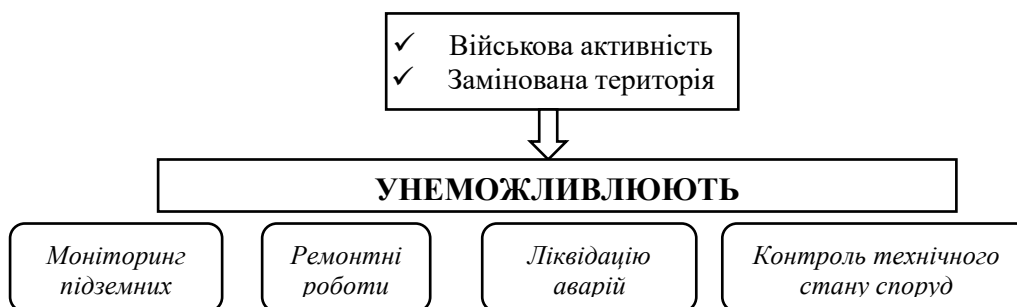 ✓ Військова активність
✓ Замінована територія
УНЕМОЖЛИВЛЮЮТЬ
Моніторинг
підземних
Ремонтні
роботи
Ліквідацію
аварій
Контроль технічного
стану споруд